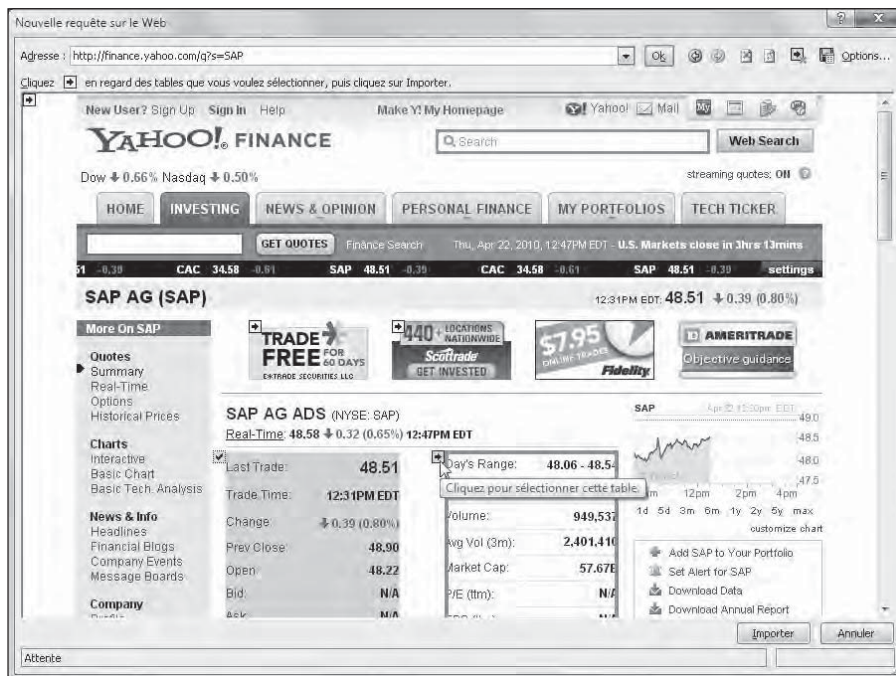 Nouvelle requête sur le Web
Adresse : http://finance.yahoo.com/q?s=SAP
Ok
Options...
Cliquez en regard des tables que vous voulez sélectionner, puis cliquez sur Importer.
New User? Sign Up Sign In Help Make Y! My Homepage Yahoo! Mail My
YAHOO! FINANCE
Search
Web Search
Dow 0.66% Nasdaq 0.50%
streaming quotes: ON
HOME INVESTING NEWS & OPINION PERSONAL FINANCE MY PORTFOLIOS TECH TICKER
GET QUOTES Finance Search Thu, Apr 22, 2010, 12:47PM EDT - U.S. Markets close in 3hrs 13mins
51 -0.39 CAC 34.58 -0.61 SAP 48.51 -0.39 CAC 34.58 -0.61 SAP 48.51 -0.39 settings
SAP AG (SAP)
12:31PM EDT: 48.51 0.39 (0.80%)
More On SAP
Quotes
Summary
Real-Time
Options
Historical Prices
Charts
Interactive
Basic Chart
Basic Tech. Analysis
News & Info
Headlines
Financial Blogs
Company Events
Message Boards
Company
TRADE
FREE FOR 60 DAYS
E*TRADE SECURITIES LLC
440+ LOCATIONS NATIONWIDE
Scottrade
GET INVESTED
$7.95
ONLINE TRADES
Fidelity
AMERITRADE
Objective guidance
SAP AG ADS (NYSE: SAP)
Real-Time: 48.58 0.32 (0.65%) 12:47PM EDT
Last Trade: 48.51
Trade Time: 12:31PM EDT
Change: 0.39 (0.80%)
Prev Close: 48.90
Open: 48.22
Bid: N/A
Ask: N/A
Day's Range: 48.06 - 48.54
Cliquez pour sélectionner cette table.
Volume: 949,537
Avg Vol (3m): 2,401,410
Market Cap: 57.67B
P/E (ttm): N/A
SAP
49.0
48.5
48.0
47.5
12pm 2pm 4pm
1d 5d 3m 6m 1y 2y 5y max
customize chart
Add SAP to Your Portfolio
Set Alert for SAP
Download Data
Download Annual Report
Importer
Annuler
Attente